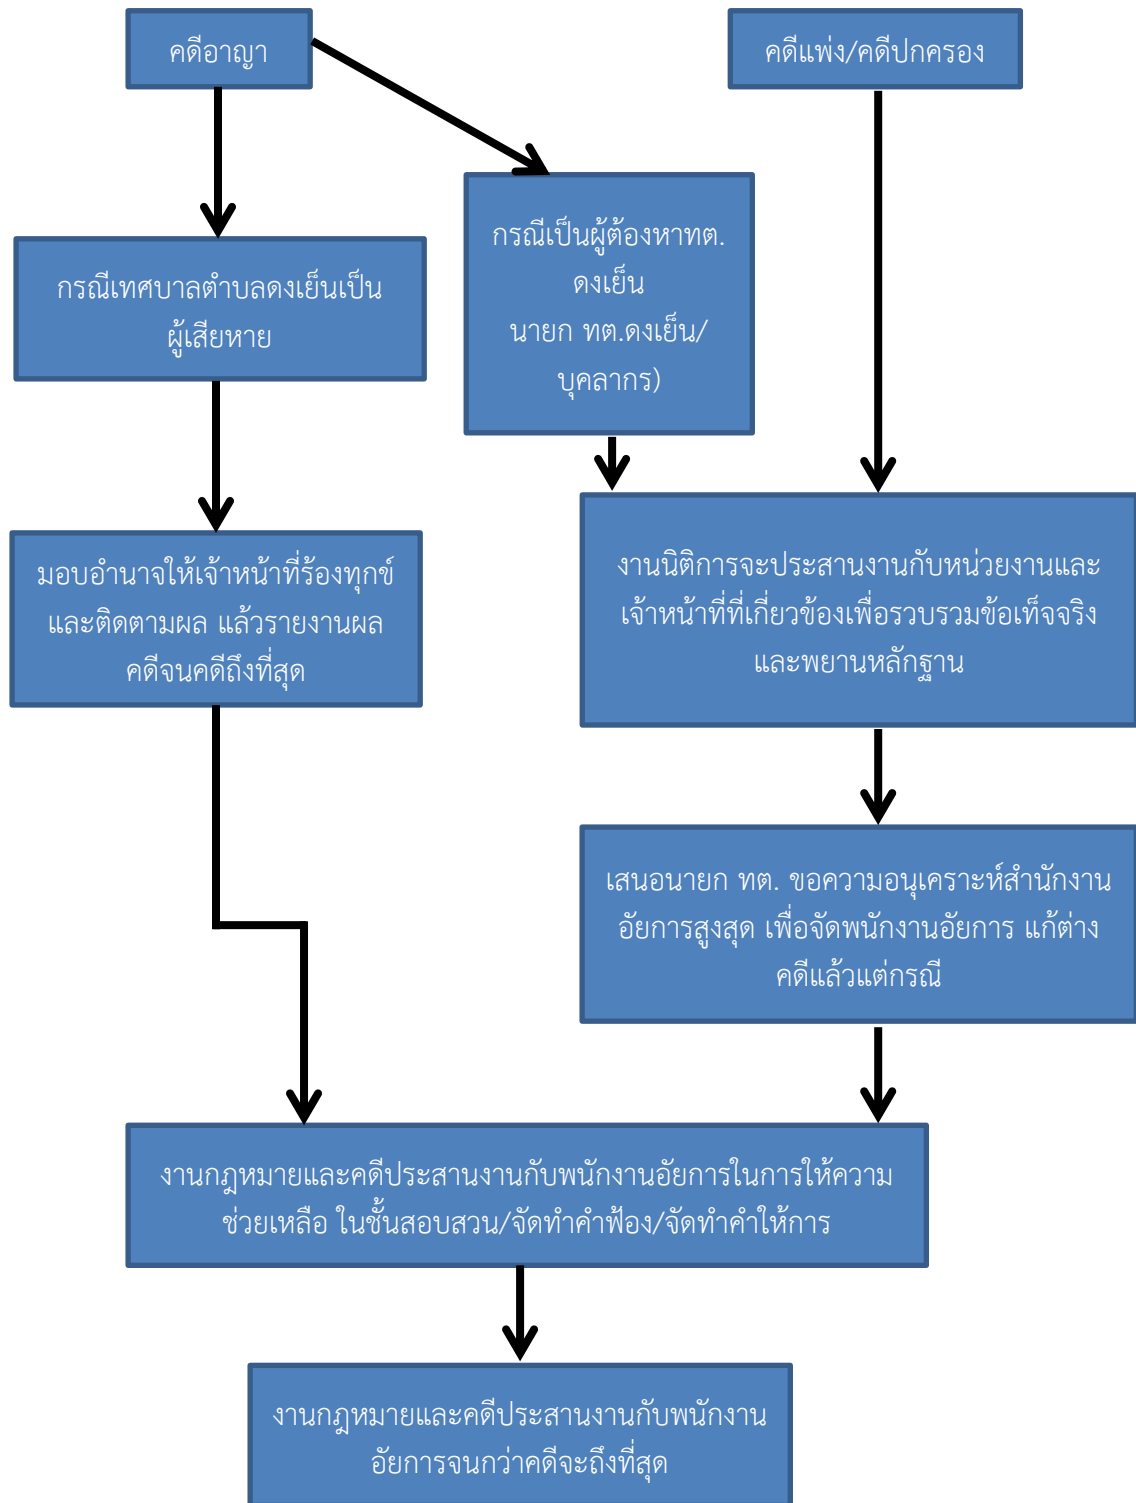 คดีอาญา
คดีแพ่ง/คดีปกครอง
กรณีเป็นผู้ต้องหาทต.
ดงเย็น
นายก ทต.ดงเย็น/
บุคลากร)
กรณีเทศบาลตำบลดงเย็นเป็น
ผู้เสียหาย
มอบอำนาจให้เจ้าหน้าที่ร้องทุกข์
และติดตามผล แล้วรายงานผล
คดีจนคดีถึงที่สุด
งานนิติการจะประสานงานกับหน่วยงานและ
เจ้าหน้าที่ที่เกี่ยวข้องเพื่อรวบรวมข้อเท็จจริง
และพยานหลักฐาน
เสนอนายก ทต. ขอความอนุเคราะห์สำนักงาน
อัยการสูงสุด เพื่อจัดพนักงานอัยการ แก้ต่าง
คดีแล้วแต่กรณี
งานกฎหมายและคดีประสานงานกับพนักงานอัยการในการให้ความ
ช่วยเหลือ ในชั้นสอบสวน/จัดทำคำฟ้อง/จัดทำคำให้การ
งานกฎหมายและคดีประสานงานกับพนักงาน
อัยการจนกว่าคดีจะถึงที่สุด